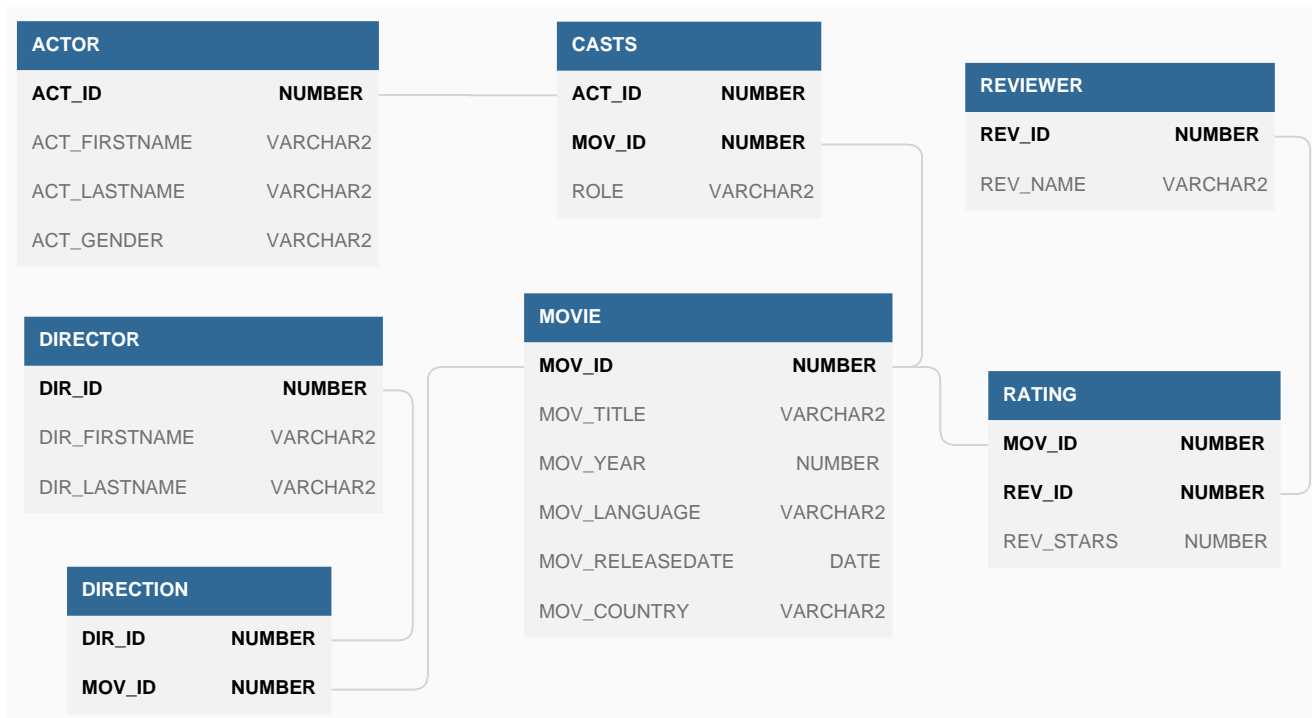 ACTOR
ACT_ID NUMBER
ACT_FIRSTNAME VARCHAR2
ACT_LASTNAME VARCHAR2
ACT_GENDER VARCHAR2
CASTS
ACT_ID NUMBER
MOV_ID NUMBER
ROLE VARCHAR2
REVIEWER
REV_ID NUMBER
REV_NAME VARCHAR2
DIRECTOR
DIR_ID NUMBER
DIR_FIRSTNAME VARCHAR2
DIR_LASTNAME VARCHAR2
MOVIE
MOV_ID NUMBER
MOV_TITLE VARCHAR2
MOV_YEAR NUMBER
MOV_LANGUAGE VARCHAR2
MOV_RELEASEDATE DATE
MOV_COUNTRY VARCHAR2
RATING
MOV_ID NUMBER
REV_ID NUMBER
REV_STARS NUMBER
DIRECTION
DIR_ID NUMBER
MOV_ID NUMBER